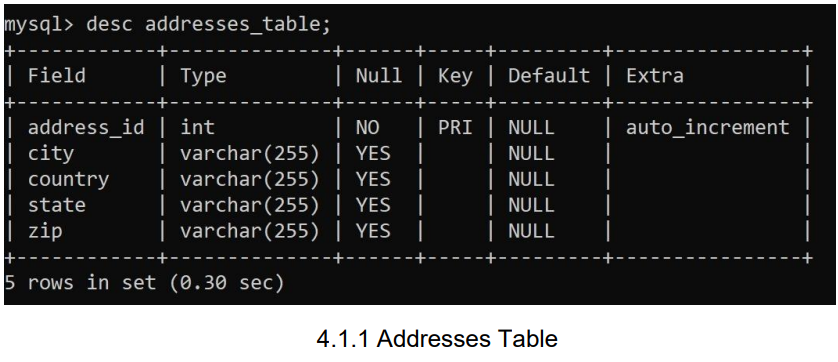 mysql> desc addresses_table;
+-------------+--------------+------+-----+---------+----------------+
| Field       | Type         | Null | Key | Default | Extra          |
+-------------+--------------+------+-----+---------+----------------+
| address_id  | int          | NO   | PRI | NULL    | auto_increment |
| city        | varchar(255) | YES  |     | NULL    |                |
| country     | varchar(255) | YES  |     | NULL    |                |
| state       | varchar(255) | YES  |     | NULL    |                |
| zip         | varchar(255) | YES  |     | NULL    |                |
+-------------+--------------+------+-----+---------+----------------+
5 rows in set (0.30 sec)
4.1.1 Addresses Table